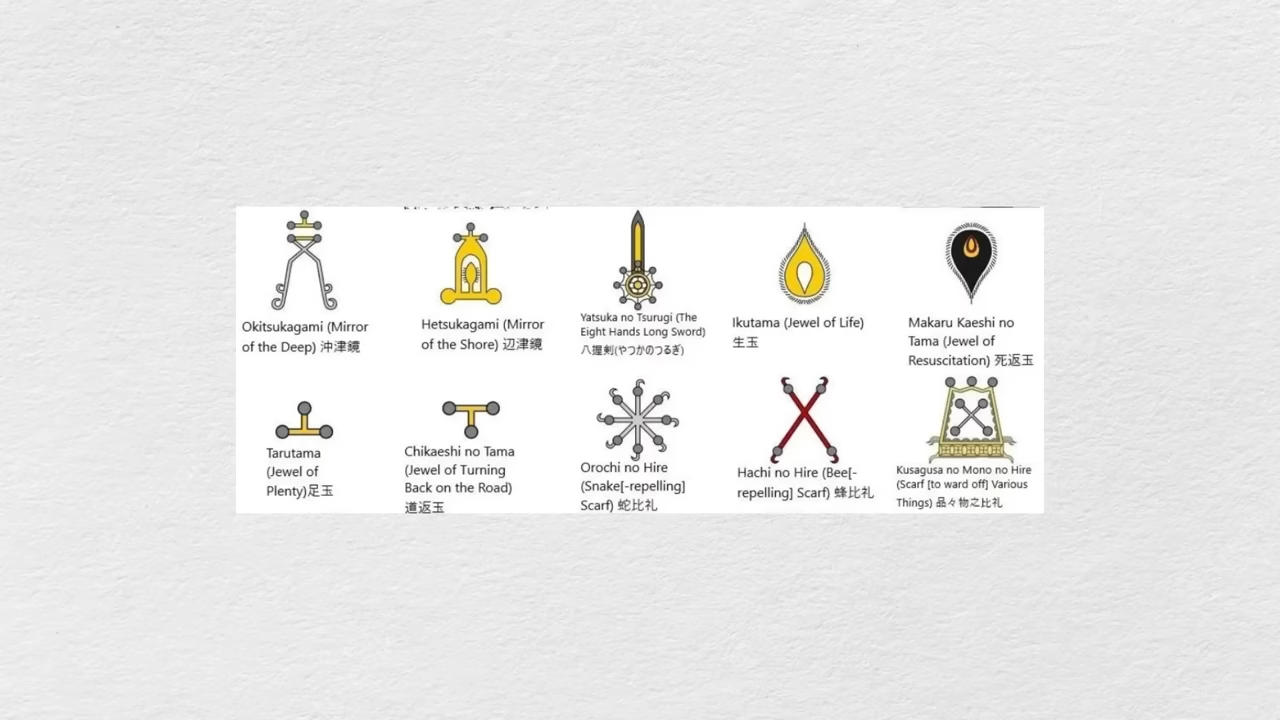 Okitsukagami (Mirror
of the Deep) 沖津鏡
Hetsukagami (Mirror
of the Shore) 辺津鏡
Yatsuka no Tsurugi (The
Eight Hands Long Sword)
八握剣(やつかのつるぎ)
Ikutama (Jewel of Life)
生玉
Makaru Kaeshi no
Tama (Jewel of
Resuscitation) 死返玉
Tarutama
(Jewel of
Plenty)足玉
Chikaeshi no Tama
(Jewel of Turning
Back on the Road)
道返玉
Orochi no Hire
(Snake[-repelling]
Scarf) 蛇比礼
Hachi no Hire (Bee[-
repelling] Scarf) 蜂比礼
Kusagusa no Mono no Hire
(Scarf [to ward off] Various
Things) 品々物之比礼